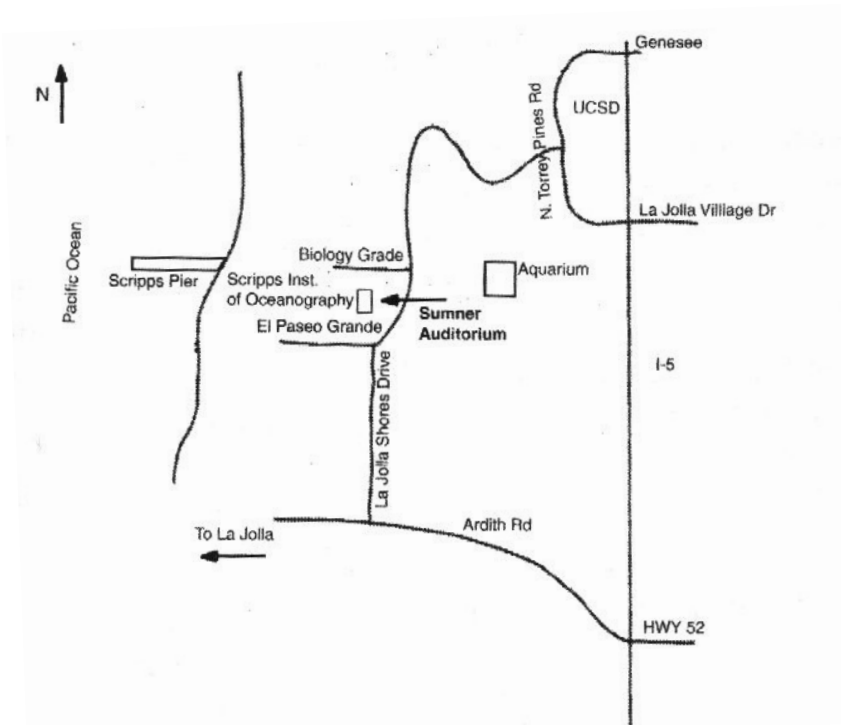 Genesee
N
UCSD
N. Torrey Pines Rd
La Jolla Villiage Dr
Pacific Ocean
Biology Grade
Scripps Pier
Scripps Inst.
of Oceanography
Aquarium
Sumner
Auditorium
El Paseo Grande
I-5
La Jolla Shores Drive
Ardith Rd
To La Jolla
HWY 52